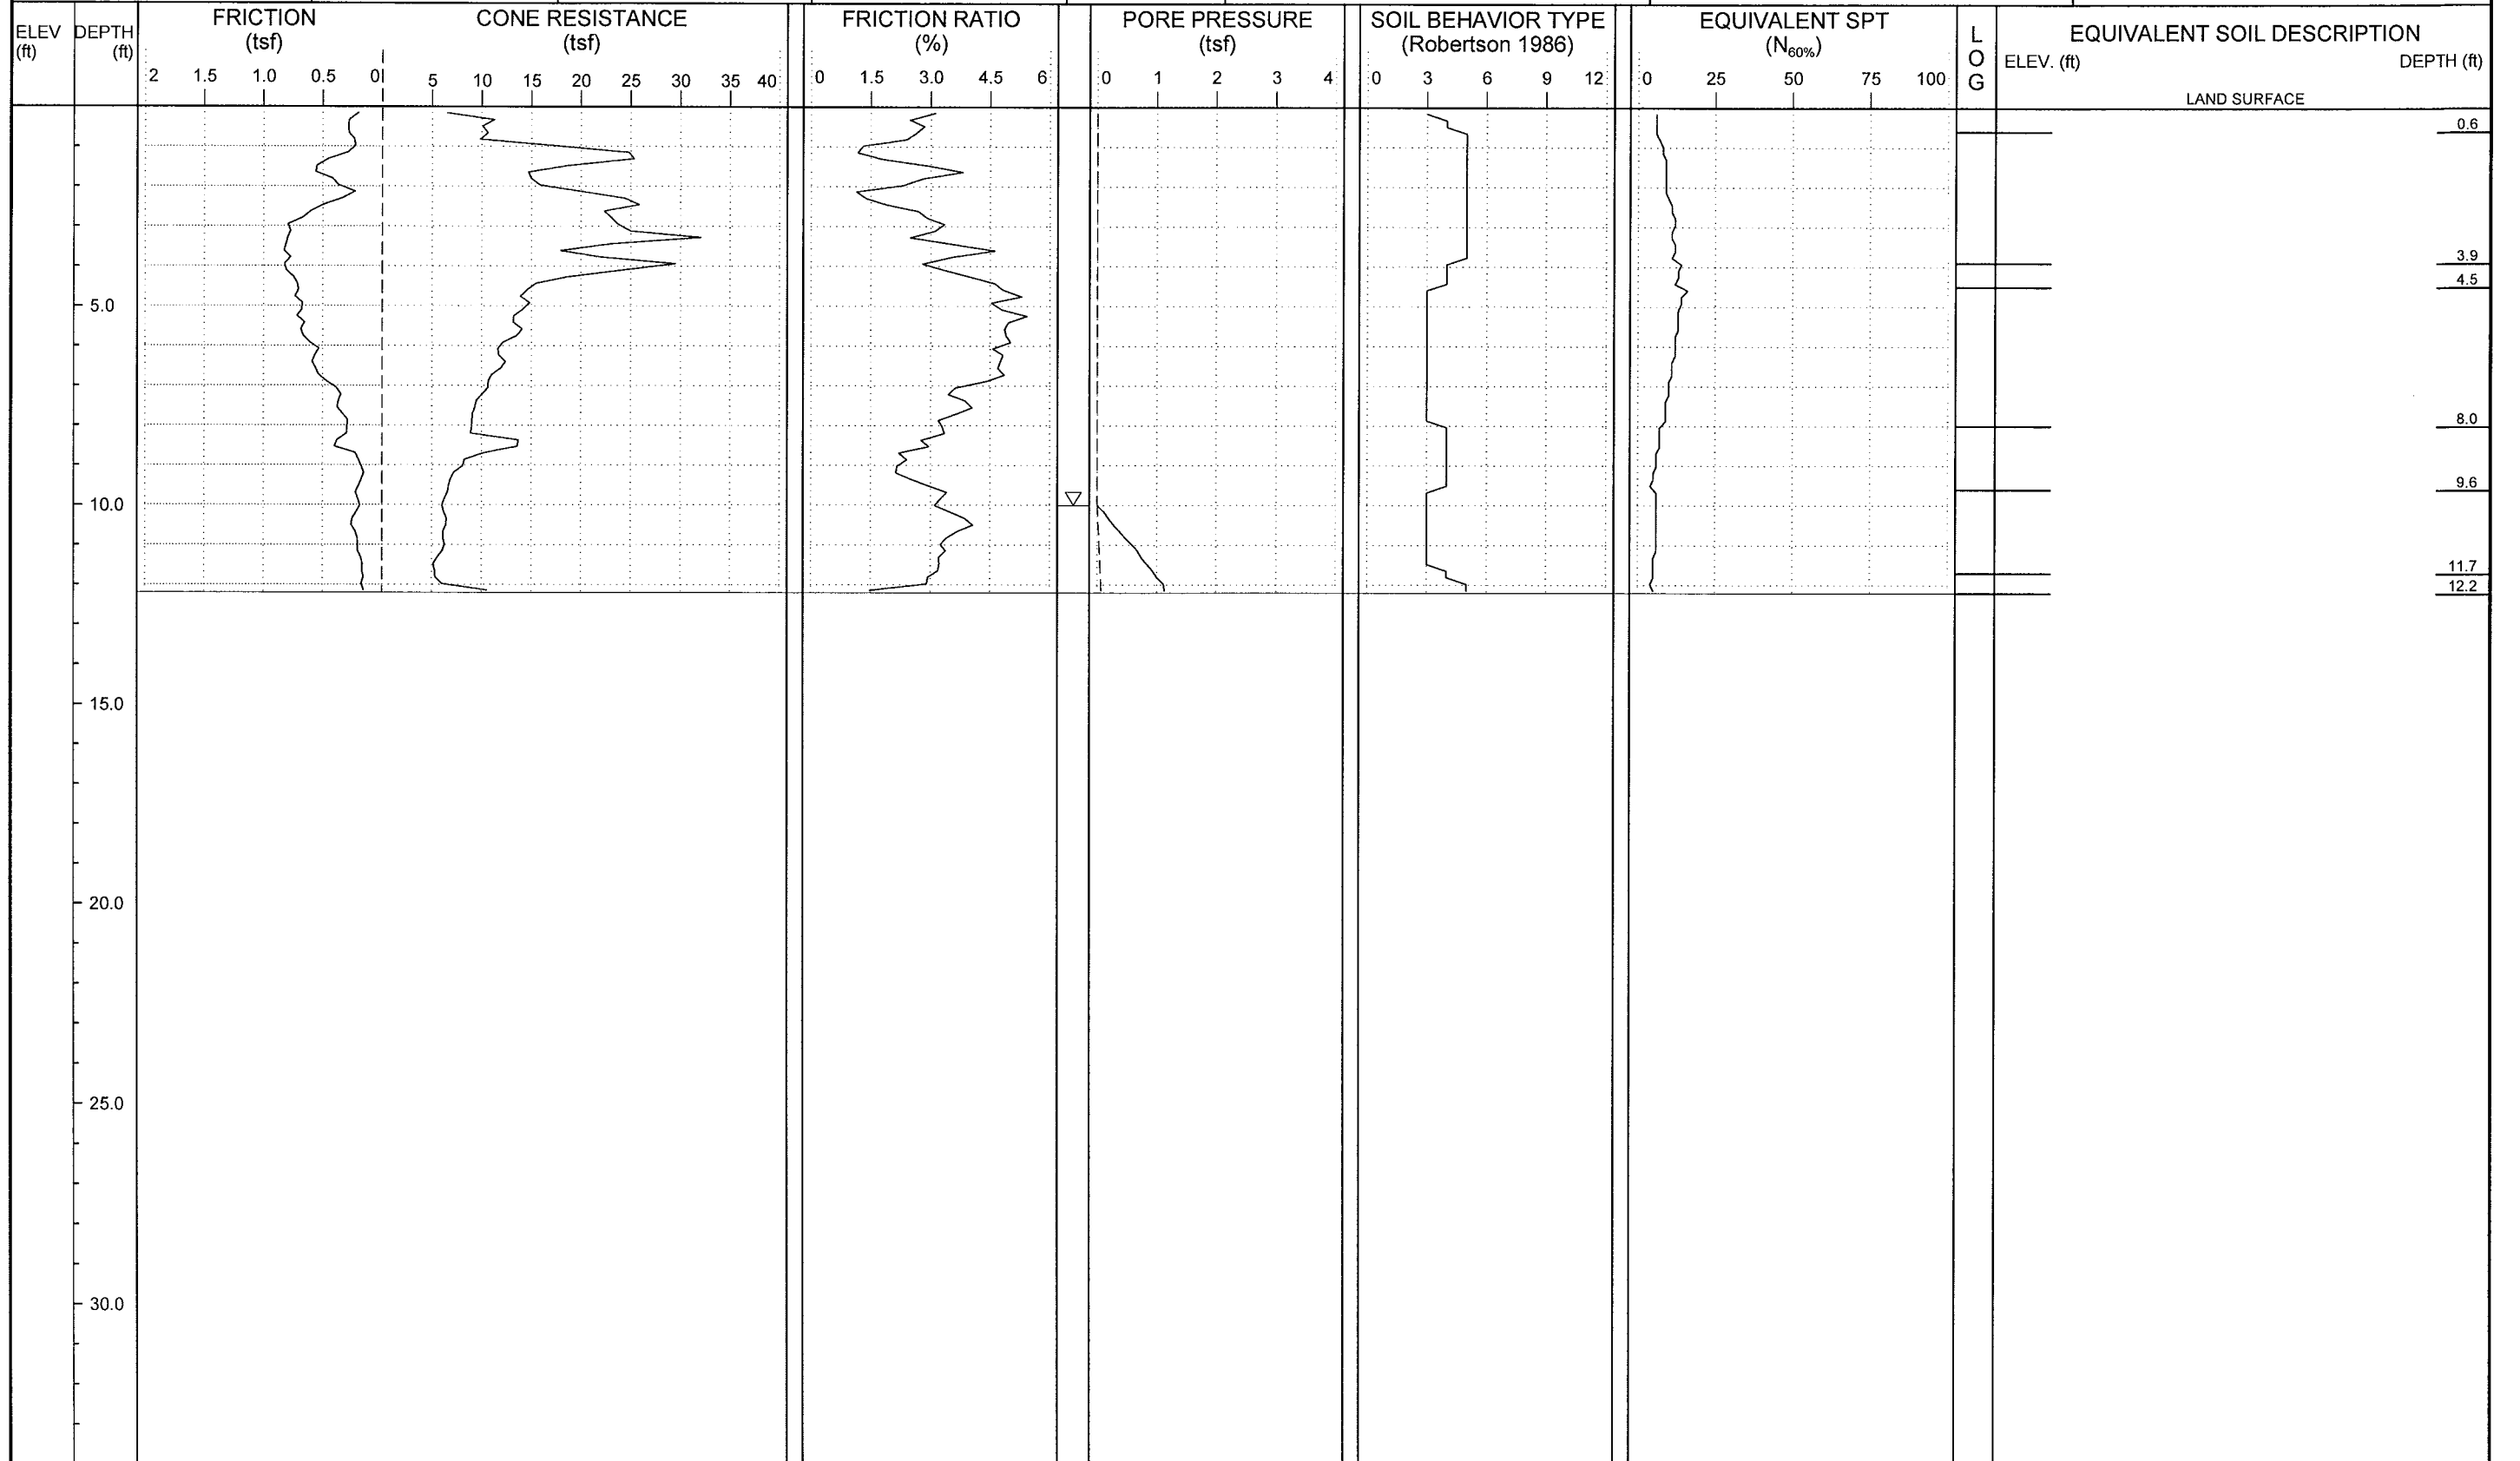 ELEV (ft)
DEPTH (ft)
FRICTION
(tsf)
2 1.5 1.0 0.5 0
CONE RESISTANCE
(tsf)
5 10 15 20 25 30 35 40
FRICTION RATIO
(%)
0 1.5 3.0 4.5 6
PORE PRESSURE
(tsf)
0 1 2 3 4
SOIL BEHAVIOR TYPE
(Robertson 1986)
0 3 6 9 12
EQUIVALENT SPT
(N60%)
0 25 50 75 100
L
O
G
EQUIVALENT SOIL DESCRIPTION
ELEV. (ft) DEPTH (ft)
LAND SURFACE
0.6
3.9
4.5
8.0
9.6
11.7
12.2
5.0
10.0
15.0
20.0
25.0
30.0